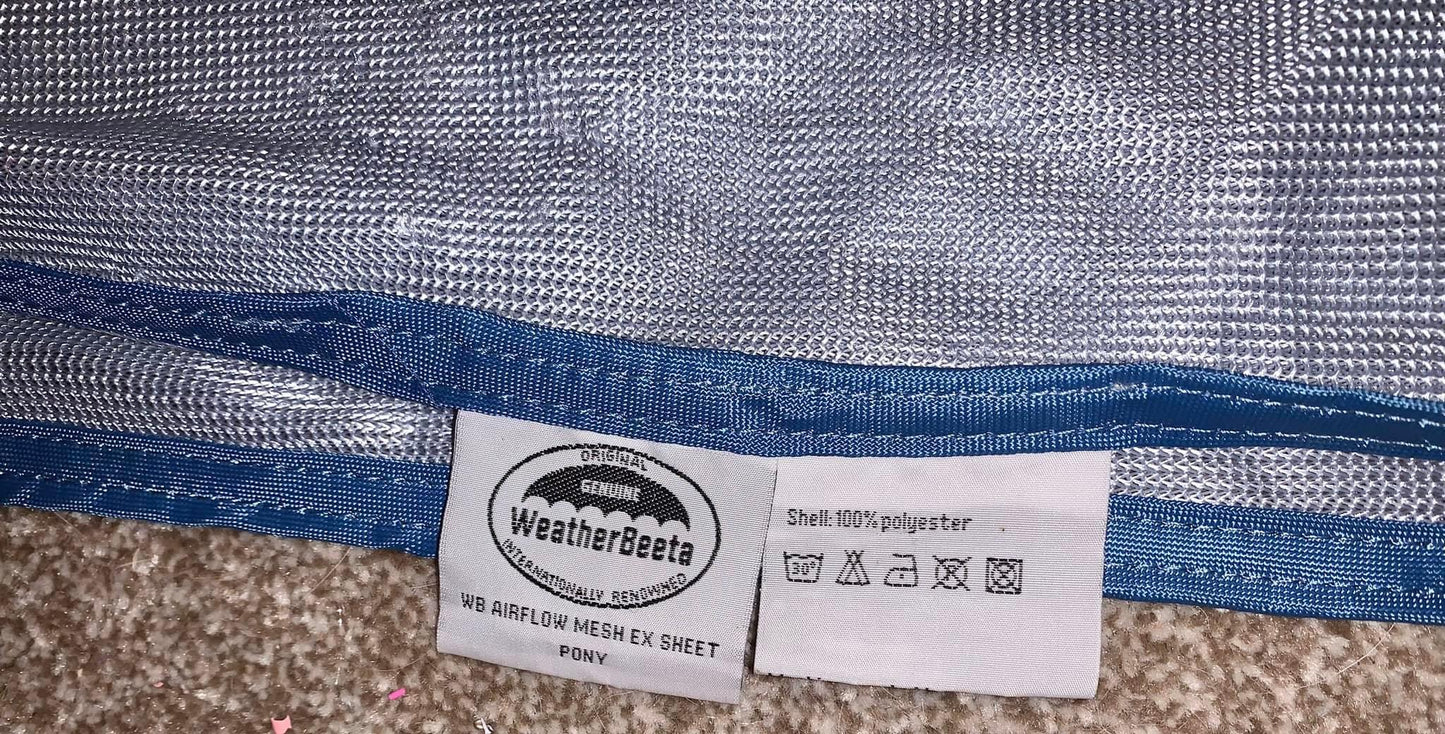 ORIGINAL
GENUINE
WeatherBeeta
INTERNATIONALLY RENOWNED
WB AIRFLOW MESH EX SHEET
PONY
Shell: 100% polyester
30°